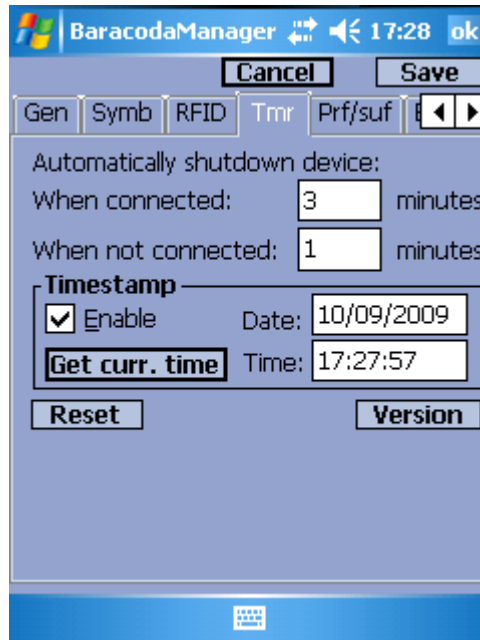 BaracodaManager 17:28 ok
Cancel Save
Gen Symb RFID Tmr Prf/suf
Automatically shutdown device:
When connected: 3 minutes
When not connected: 1 minutes
Timestamp
Enable Date: 10/09/2009
Get curr. time Time: 17:27:57
Reset Version